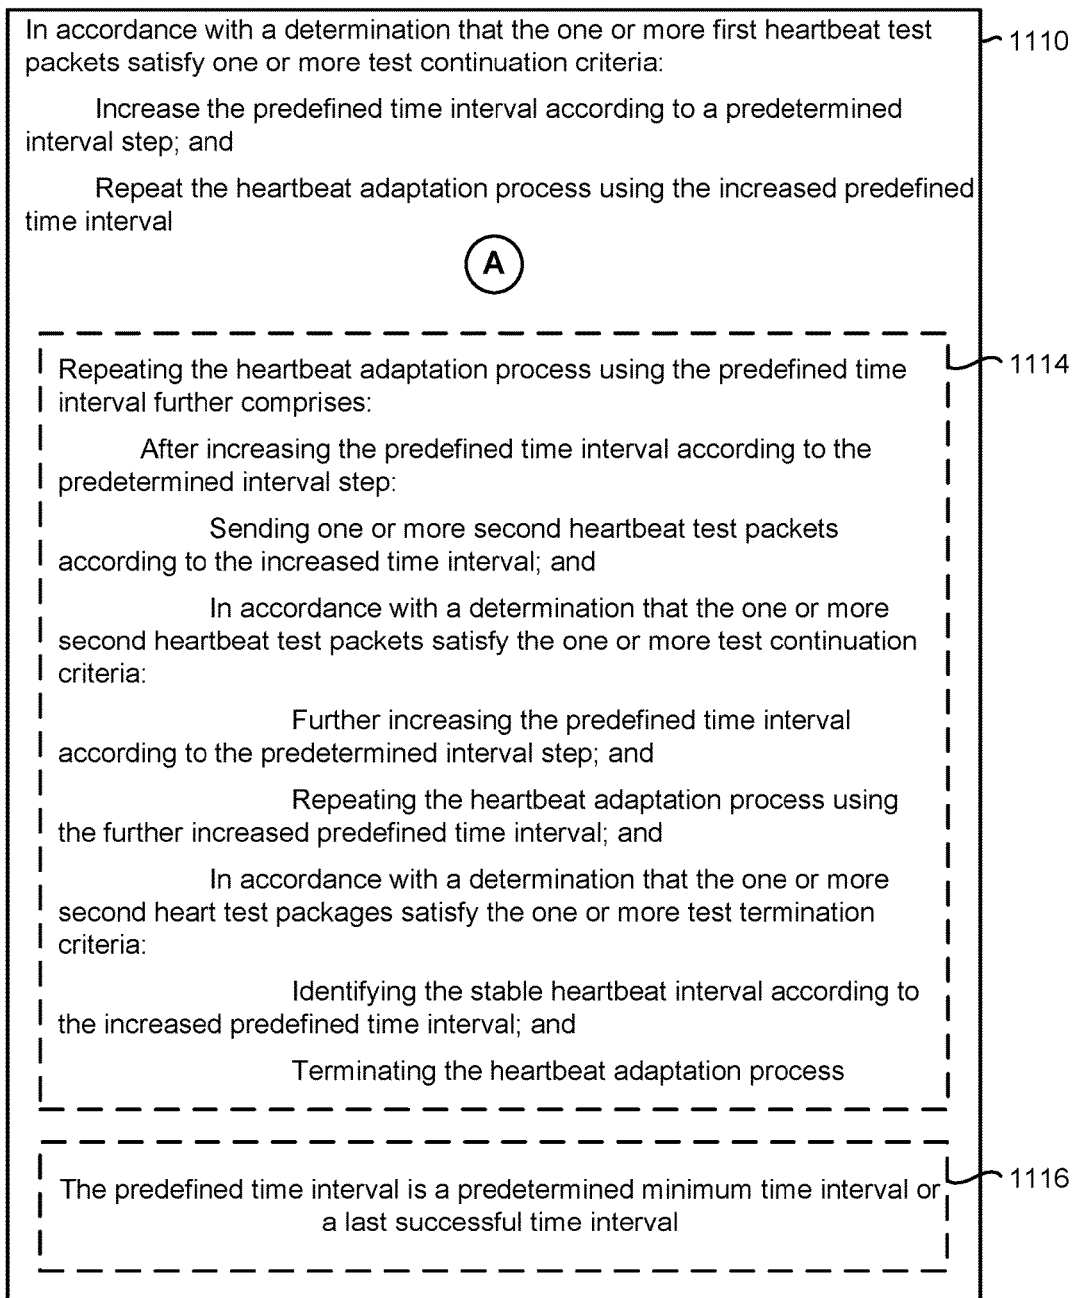 In accordance with a determination that the one or more first heartbeat test
packets satisfy one or more test continuation criteria:
1110
Increase the predefined time interval according to a predetermined
interval step; and
Repeat the heartbeat adaptation process using the increased predefined
time interval
A
Repeating the heartbeat adaptation process using the predefined time
interval further comprises:
1114
After increasing the predefined time interval according to the
predetermined interval step:
Sending one or more second heartbeat test packets
according to the increased time interval; and
In accordance with a determination that the one or more
second heartbeat test packets satisfy the one or more test continuation
criteria:
Further increasing the predefined time interval
according to the predetermined interval step; and
Repeating the heartbeat adaptation process using
the further increased predefined time interval; and
In accordance with a determination that the one or more
second heart test packages satisfy the one or more test termination
criteria:
Identifying the stable heartbeat interval according to
the increased predefined time interval; and
Terminating the heartbeat adaptation process
The predefined time interval is a predetermined minimum time interval or
a last successful time interval
1116